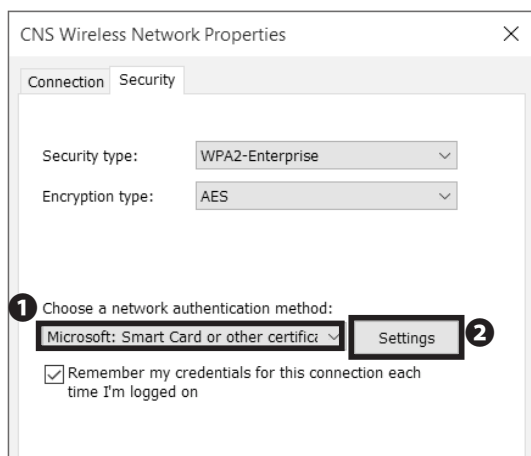 CNS Wireless Network Properties
Connection Security
Security type: WPA2-Enterprise
Encryption type: AES
1 Choose a network authentication method:
Microsoft: Smart Card or other certifica Settings 2
Remember my credentials for this connection each
time I'm logged on